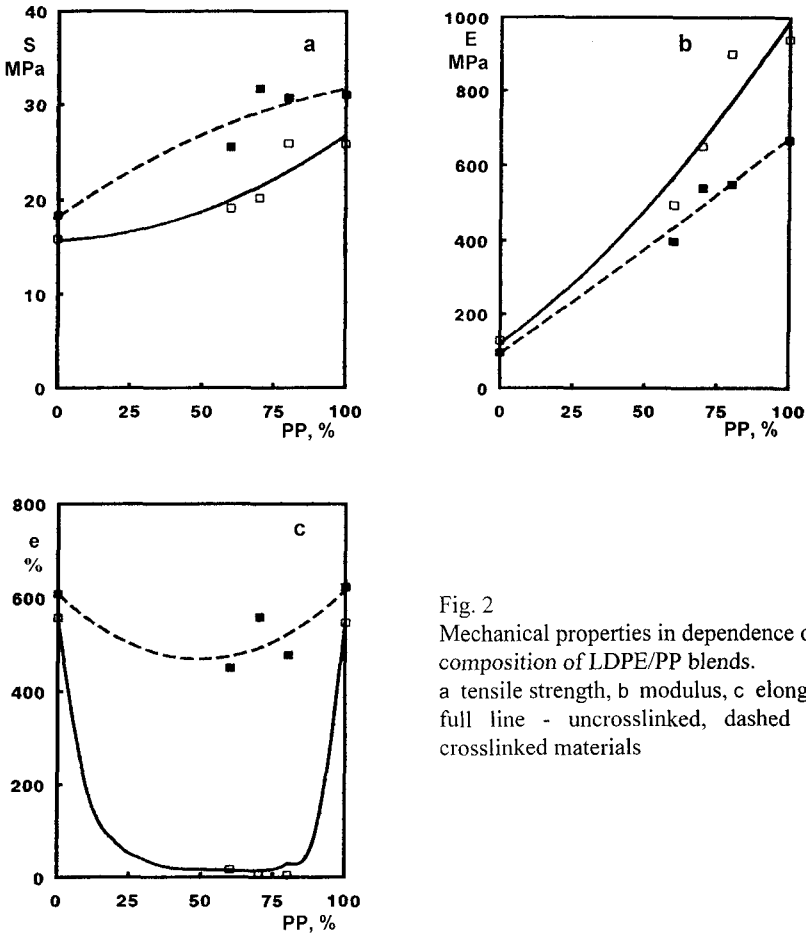 40
S
a
MPa
30
20
10
0
0 25 50 75 100
PP, %
1000
E
b
MPa
800
600
400
200
0
0 25 50 75 100
PP, %
800
c
e
%
600
400
200
0
0 25 50 75 100
PP, %
Fig. 2
Mechanical properties in dependence
composition of LDPE/PP blends.
a tensile strength, b modulus, c
full line - uncrosslinked, dashed
crosslinked materials